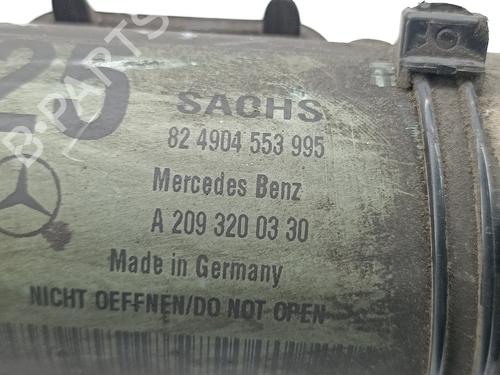 25
SACHS
82 4904 553 995
Mercedes Benz
A 209 320 03 30
Made in Germany
NICHT OEFFNEN/DO NOT OPEN